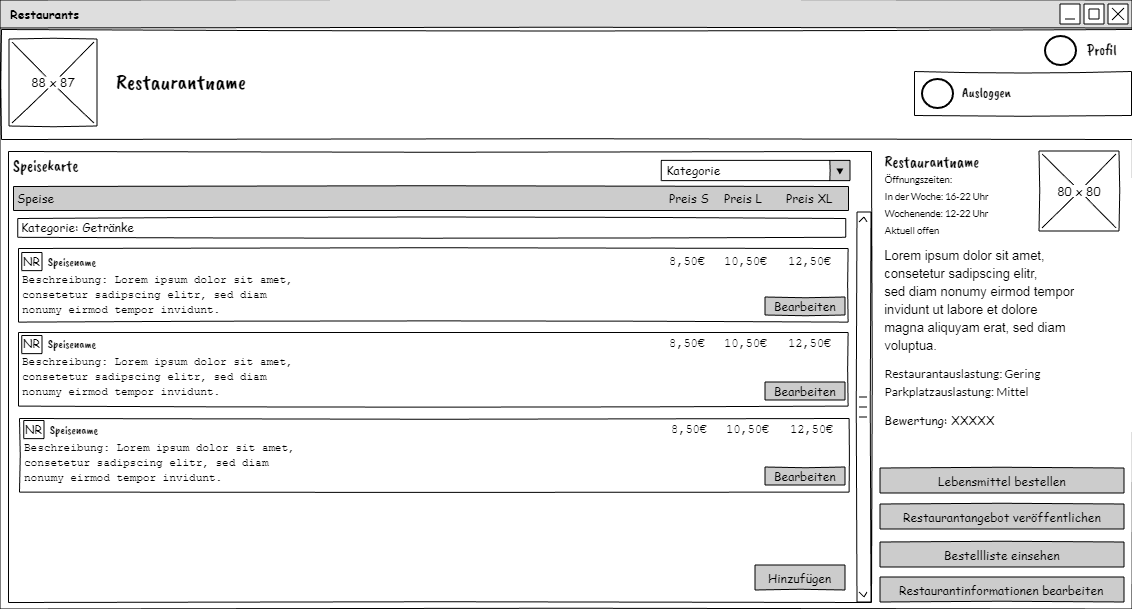 Restaurants
88 x 87
Restaurantname
Profil
Ausloggen
Speisekarte
Kategorie
Speise Preis S Preis L Preis XL
Kategorie: Getränke
NR Speisename 8,50€ 10,50€ 12,50€
Beschreibung: Lorem ipsum dolor sit amet,
consetetur sadipscing elitr, sed diam
nonumy eirmod tempor invidunt.
Bearbeiten
NR Speisename 8,50€ 10,50€ 12,50€
Beschreibung: Lorem ipsum dolor sit amet,
consetetur sadipscing elitr, sed diam
nonumy eirmod tempor invidunt.
Bearbeiten
NR Speisename 8,50€ 10,50€ 12,50€
Beschreibung: Lorem ipsum dolor sit amet,
consetetur sadipscing elitr, sed diam
nonumy eirmod tempor invidunt.
Bearbeiten
Hinzufügen
Restaurantname
Öffnungszeiten:
In der Woche: 16-22 Uhr
Wochenende: 12-22 Uhr
Aktuell offen
80 x 80
Lorem ipsum dolor sit amet,
consetetur sadipscing elitr,
sed diam nonumy eirmod tempor
invidunt ut labore et dolore
magna aliquyam erat, sed diam
voluptua.
Restaurantauslastung: Gering
Parkplatzauslastung: Mittel
Bewertung: XXXXX
Lebensmittel bestellen
Restaurantangebot veröffentlichen
Bestellliste einsehen
Restaurantinformationen bearbeiten